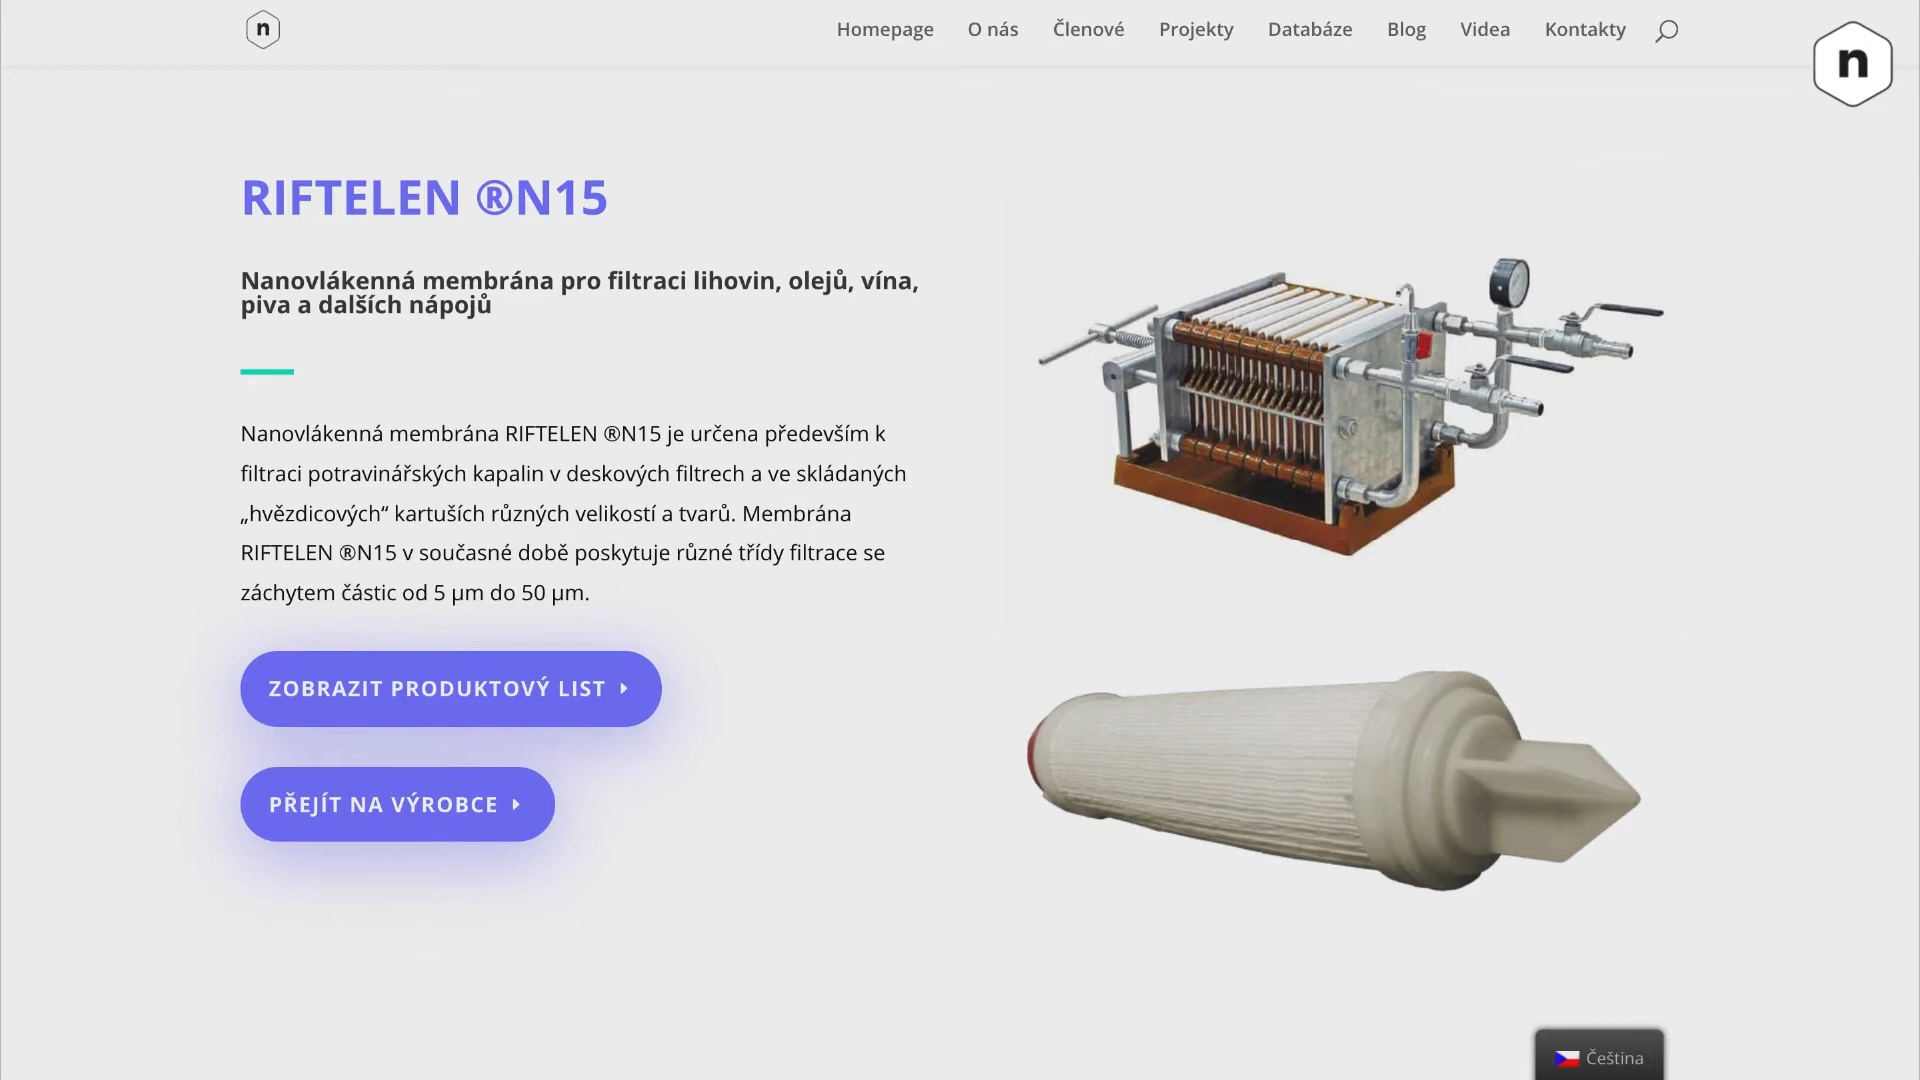 n
Homepage
O nás
Členové
Projekty
Databáze
Blog
Videa
Kontakty
n
RIFTELEN ®N15
Nanovlákenná membrána pro filtraci lihovin, olejů, vína,
piva a dalších nápojů
Nanovlákenná membrána RIFTELEN ®N15 je určena především k
filtraci potravinářských kapalin v deskových filtrech a ve skládaných
„hvězdicových“ kartuších různých velikostí a tvarů. Membrána
RIFTELEN ®N15 v současné době poskytuje různé třídy filtrace se
záchytem částic od 5 µm do 50 µm.
ZOBRAZIT PRODUKTOVÝ LIST
PŘEJÍT NA VÝROBCE
Čeština